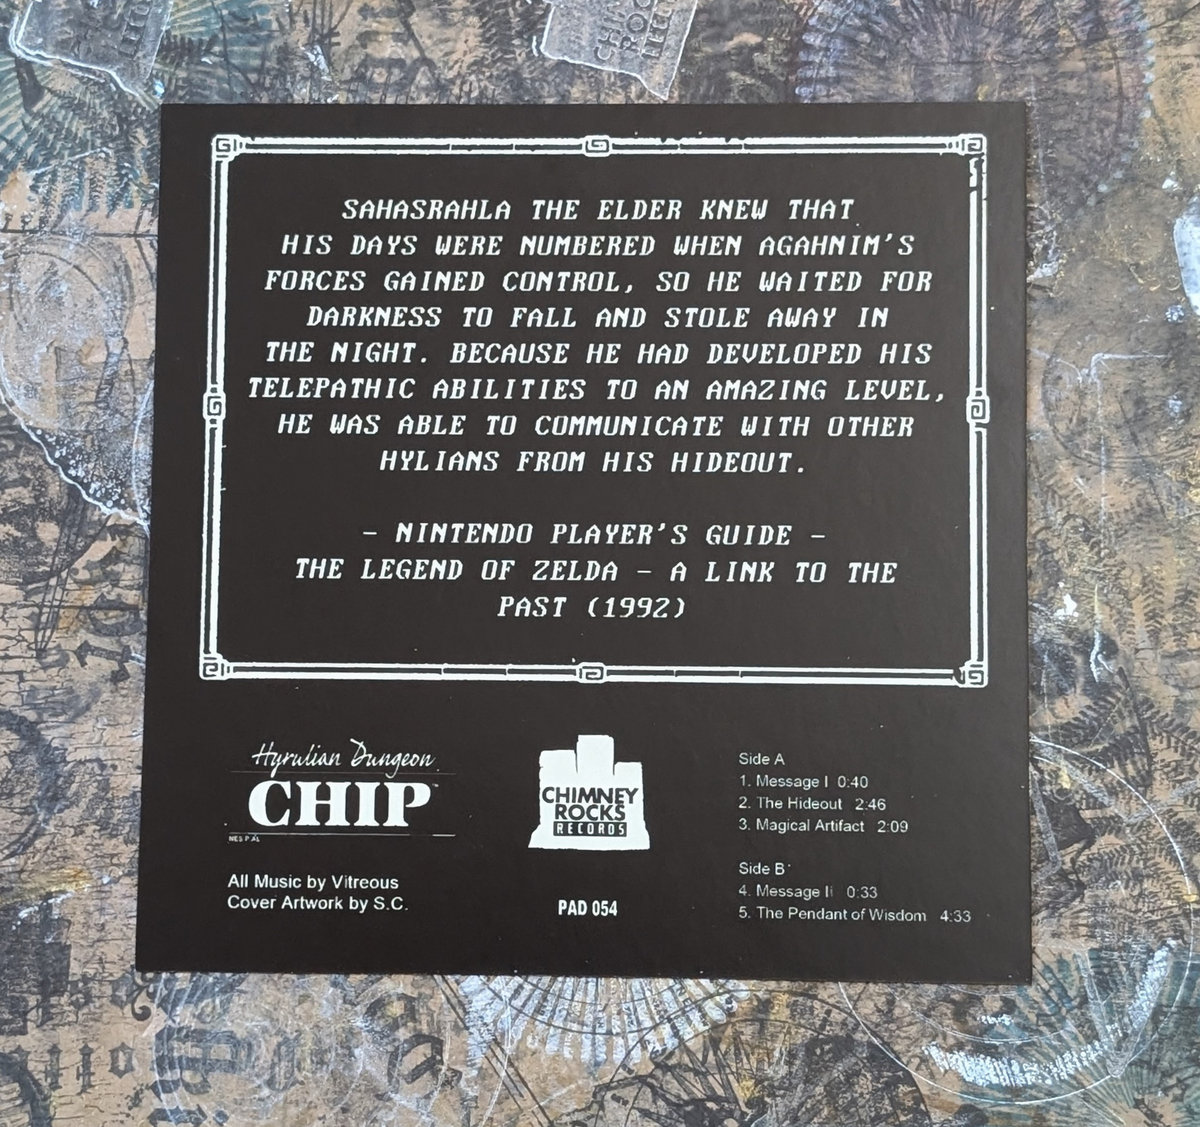 SAHASRAHLA THE ELDER KNEW THAT
HIS DAYS WERE NUMBERED WHEN AGAHNIM'S
FORCES GAINED CONTROL, SO HE WAITED FOR
DARKNESS TO FALL AND STOLE AWAY IN
THE NIGHT. BECAUSE HE HAD DEVELOPED HIS
TELEPATHIC ABILITIES TO AN AMAZING LEVEL,
HE WAS ABLE TO COMMUNICATE WITH OTHER
HYLIANS FROM HIS HIDEOUT.
- NINTENDO PLAYER'S GUIDE -
THE LEGEND OF ZELDA - A LINK TO THE
PAST (1992)
Hyrulian Dungeon
CHIP
NES PAL
All Music by Vitreous
Cover Artwork by S.C.
CHIMNEY
ROCKS
RECORDS
PAD 054
Side A
1. Message I 0:40
2. The Hideout 2:46
3. Magical Artifact 2:09
Side B
4. Message II 0:33
5. The Pendant of Wisdom 4:33